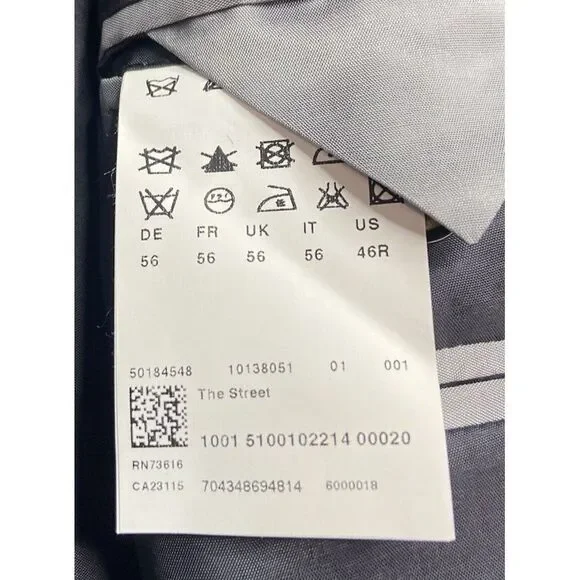 DE FR UK IT US
56 56 56 56 46R
50184548 10138051 01 001
The Street
1001 5100102214 00020
RN73616
CA23115 704348694814 6000018